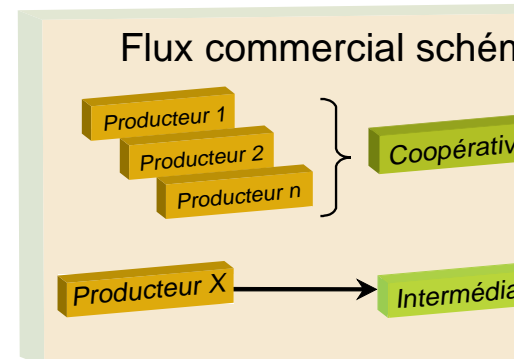 Flux commercial schém
Producteur 1
Producteur 2
Producteur n
Coopérativ
Producteur X
Intermédia